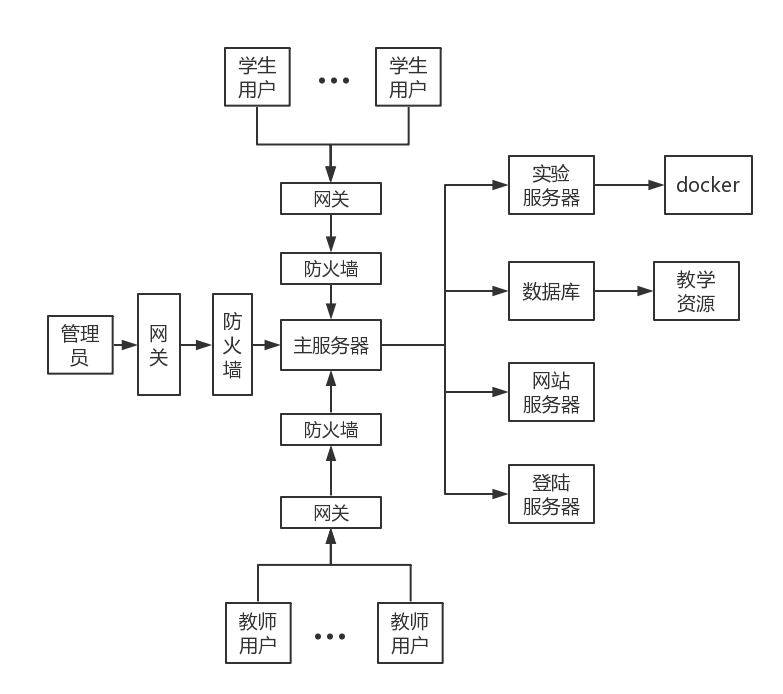 学生
用户
•••
学生
用户
网关
防火墙
管理
员
网
关
防
火
墙
主服务器
防火墙
网关
教师
用户
•••
教师
用户
实验
服务器
docker
数据库
教学
资源
网站
服务器
登陆
服务器